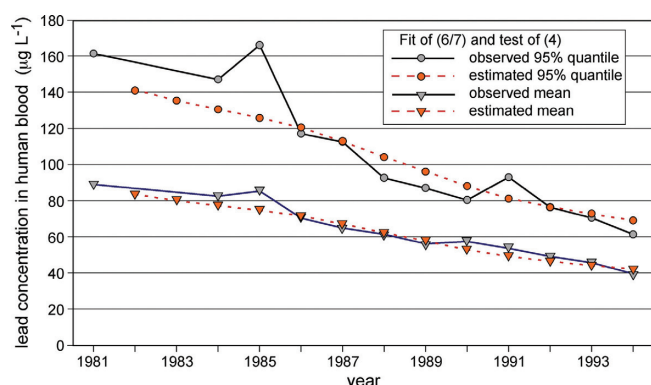 lead concentration in human blood (µg L⁻¹)
180
160
140
120
100
80
60
40
20
0
Fit of (6/7) and test of (4)
observed 95% quantile
estimated 95% quantile
observed mean
estimated mean
1981 1983 1985 1987 1989 1991 1993
year